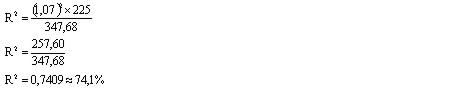 R² = (1,07)² × 225 / 347,68
R² = 257,60 / 347,68
R² = 0,7409 ≈ 74,1%